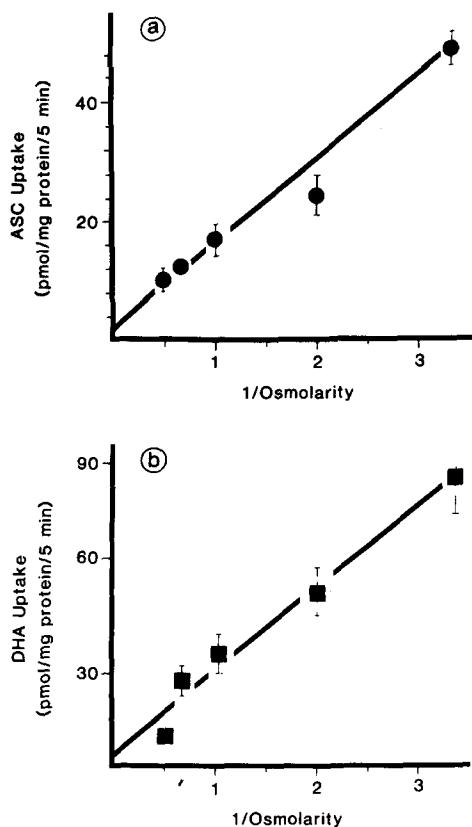 a
ASC Uptake
(pmol/mg protein/5 min)
40
20
1 2 3
1/Osmolarity
b
DHA Uptake
(pmol/mg protein/5 min)
90
60
30
1 2 3
1/Osmolarity